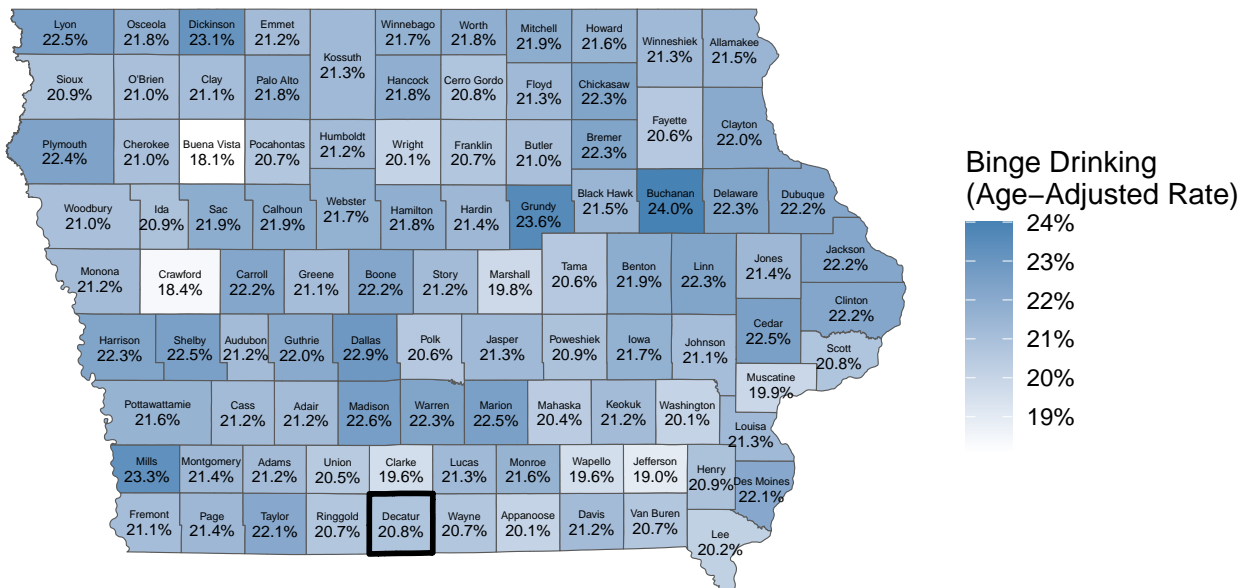 Lyon
22.5%
Osceola
21.8%
Dickinson
23.1%
Emmet
21.2%
Kossuth
21.3%
Winnebago
21.7%
Worth
21.8%
Mitchell
21.9%
Howard
21.6%
Winneshiek
21.3%
Allamakee
21.5%
Sioux
20.9%
O'Brien
21.0%
Clay
21.1%
Palo Alto
21.8%
Hancock
21.8%
Cerro Gordo
20.8%
Floyd
21.3%
Chickasaw
22.3%
Fayette
20.6%
Clayton
22.0%
Plymouth
22.4%
Cherokee
21.0%
Buena Vista
18.1%
Pocahontas
20.7%
Humboldt
21.2%
Wright
20.1%
Franklin
20.7%
Butler
21.0%
Bremer
22.3%
Woodbury
21.0%
Ida
20.9%
Sac
21.9%
Calhoun
21.9%
Webster
21.7%
Hamilton
21.8%
Hardin
21.4%
Grundy
23.6%
Black Hawk
21.5%
Buchanan
24.0%
Delaware
22.3%
Dubuque
22.2%
Monona
21.2%
Crawford
18.4%
Carroll
22.2%
Greene
21.1%
Boone
22.2%
Story
21.2%
Marshall
19.8%
Tama
20.6%
Benton
21.9%
Linn
22.3%
Jones
21.4%
Jackson
22.2%
Clinton
22.2%
Harrison
22.3%
Shelby
22.5%
Audubon
21.2%
Guthrie
22.0%
Dallas
22.9%
Polk
20.6%
Jasper
21.3%
Poweshiek
20.9%
Iowa
21.7%
Johnson
21.1%
Cedar
22.5%
Scott
20.8%
Muscatine
19.9%
Pottawattamie
21.6%
Cass
21.2%
Adair
21.2%
Madison
22.6%
Warren
22.3%
Marion
22.5%
Mahaska
20.4%
Keokuk
21.2%
Washington
20.1%
Louisa
21.3%
Mills
23.3%
Montgomery
21.4%
Adams
21.2%
Union
20.5%
Clarke
19.6%
Lucas
21.3%
Monroe
21.6%
Wapello
19.6%
Jefferson
19.0%
Henry
20.9%
Des Moines
22.1%
Fremont
21.1%
Page
21.4%
Taylor
22.1%
Ringgold
20.7%
Decatur
20.8%
Wayne
20.7%
Appanoose
20.1%
Davis
21.2%
Van Buren
20.7%
Lee
20.2%
Binge Drinking
(Age−Adjusted Rate)
24%
23%
22%
21%
20%
19%